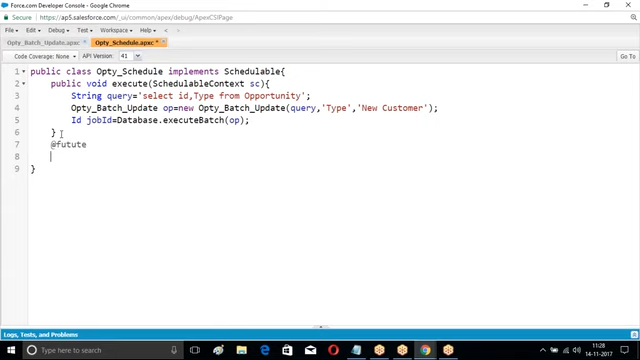 Force.com Developer Console - Google Chrome
Secure
https://ap5.salesforce.com/_ui/common/apex/debug/ApexCSIPage
File Edit Debug Test Workspace Help < >
Opty_Batch_Update.apxc * Opty_Schedule.apxc *
Code Coverage: None API Version: 41
1 public class Opty_Schedule implements Schedulable{
2 public void execute(SchedulableContext sc){
3 String query='select id,Type from Opportunity';
4 Opty_Batch_Update op=new Opty_Batch_Update(query,'Type','New Customer');
5 Id jobId=Database.executeBatch(op);
6 }
7 @futute
8
9 }
Logs, Tests, and Problems
Type here to search
11:28
14-11-2017